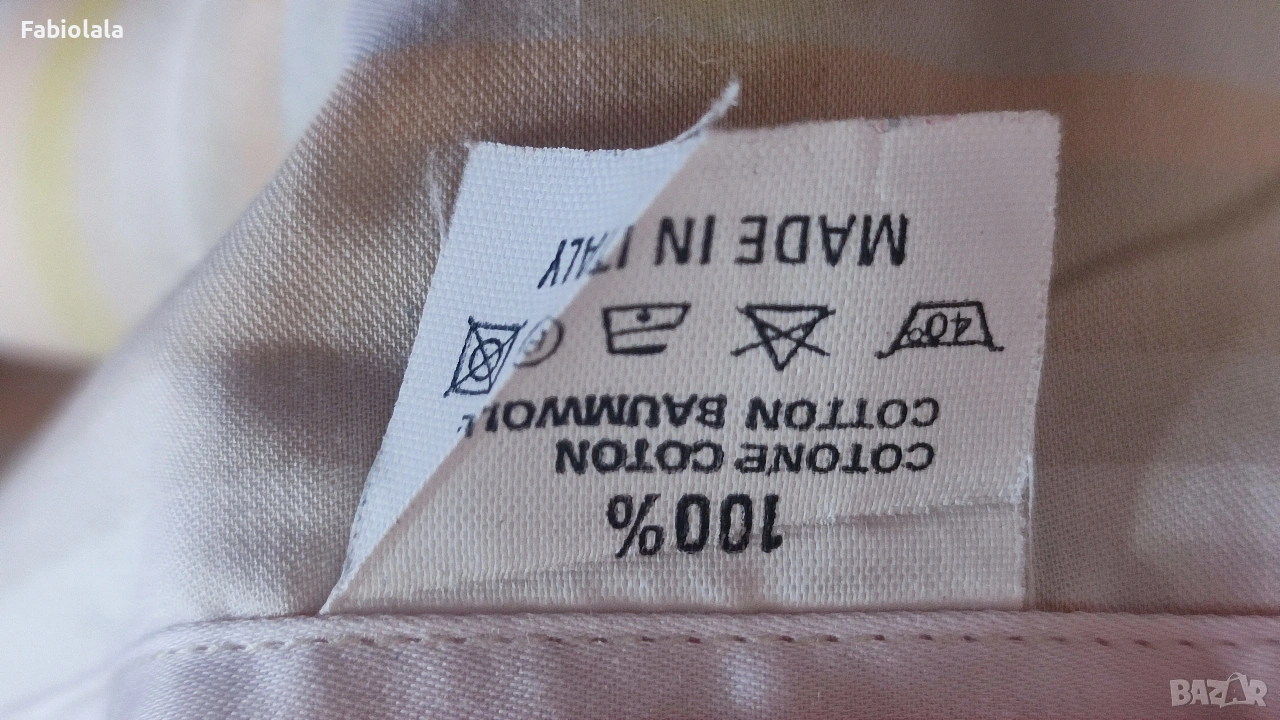 Fabiolala
100%
COTONE COTON
COTTON BAUMWOLL
40°
F
MADE IN ITALY
BAZAR